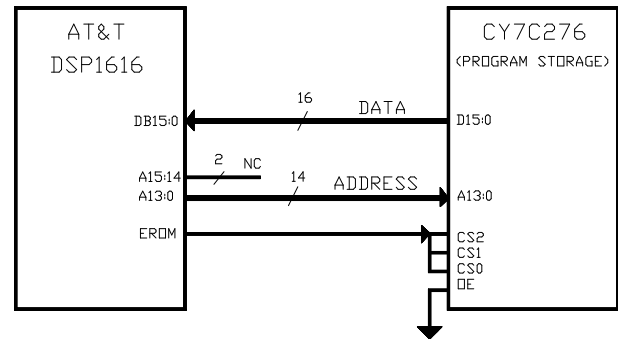 AT&T
DSP1616
CY7C276
(PROGRAM STORAGE)
16
DATA
DB15:0
D15:0
2
NC
A15:14
14
ADDRESS
A13:0
A13:0
EROM
CS2
CS1
CS0
OE